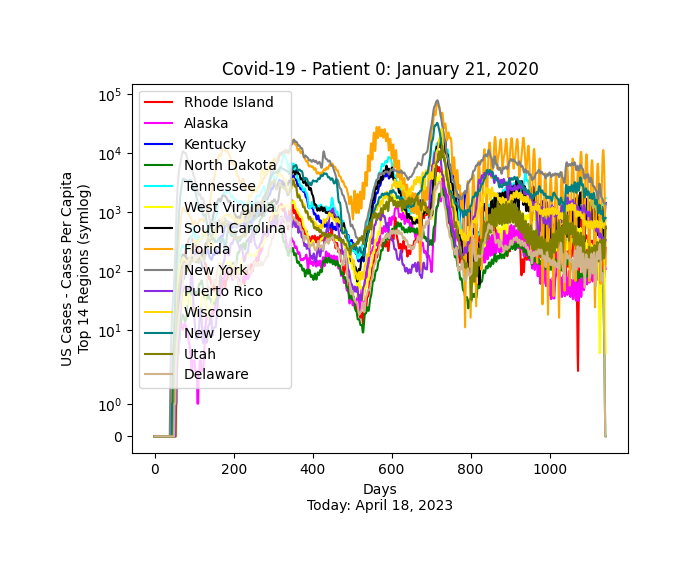 Covid-19 - Patient 0: January 21, 2020
US Cases - Cases Per Capita
Top 14 Regions (symlog)
10^5
10^4
10^3
10^2
10^1
10^0
0
Rhode Island
Alaska
Kentucky
North Dakota
Tennessee
West Virginia
South Carolina
Florida
New York
Puerto Rico
Wisconsin
New Jersey
Utah
Delaware
0 200 400 600 800 1000
Days
Today: April 18, 2023